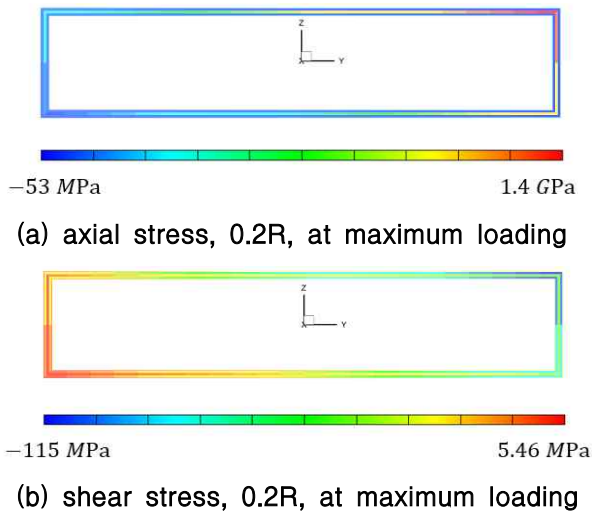 Z
X Y
−53 MPa 1.4 GPa
(a) axial stress, 0.2R, at maximum loading
Z
X Y
−115 MPa 5.46 MPa
(b) shear stress, 0.2R, at maximum loading